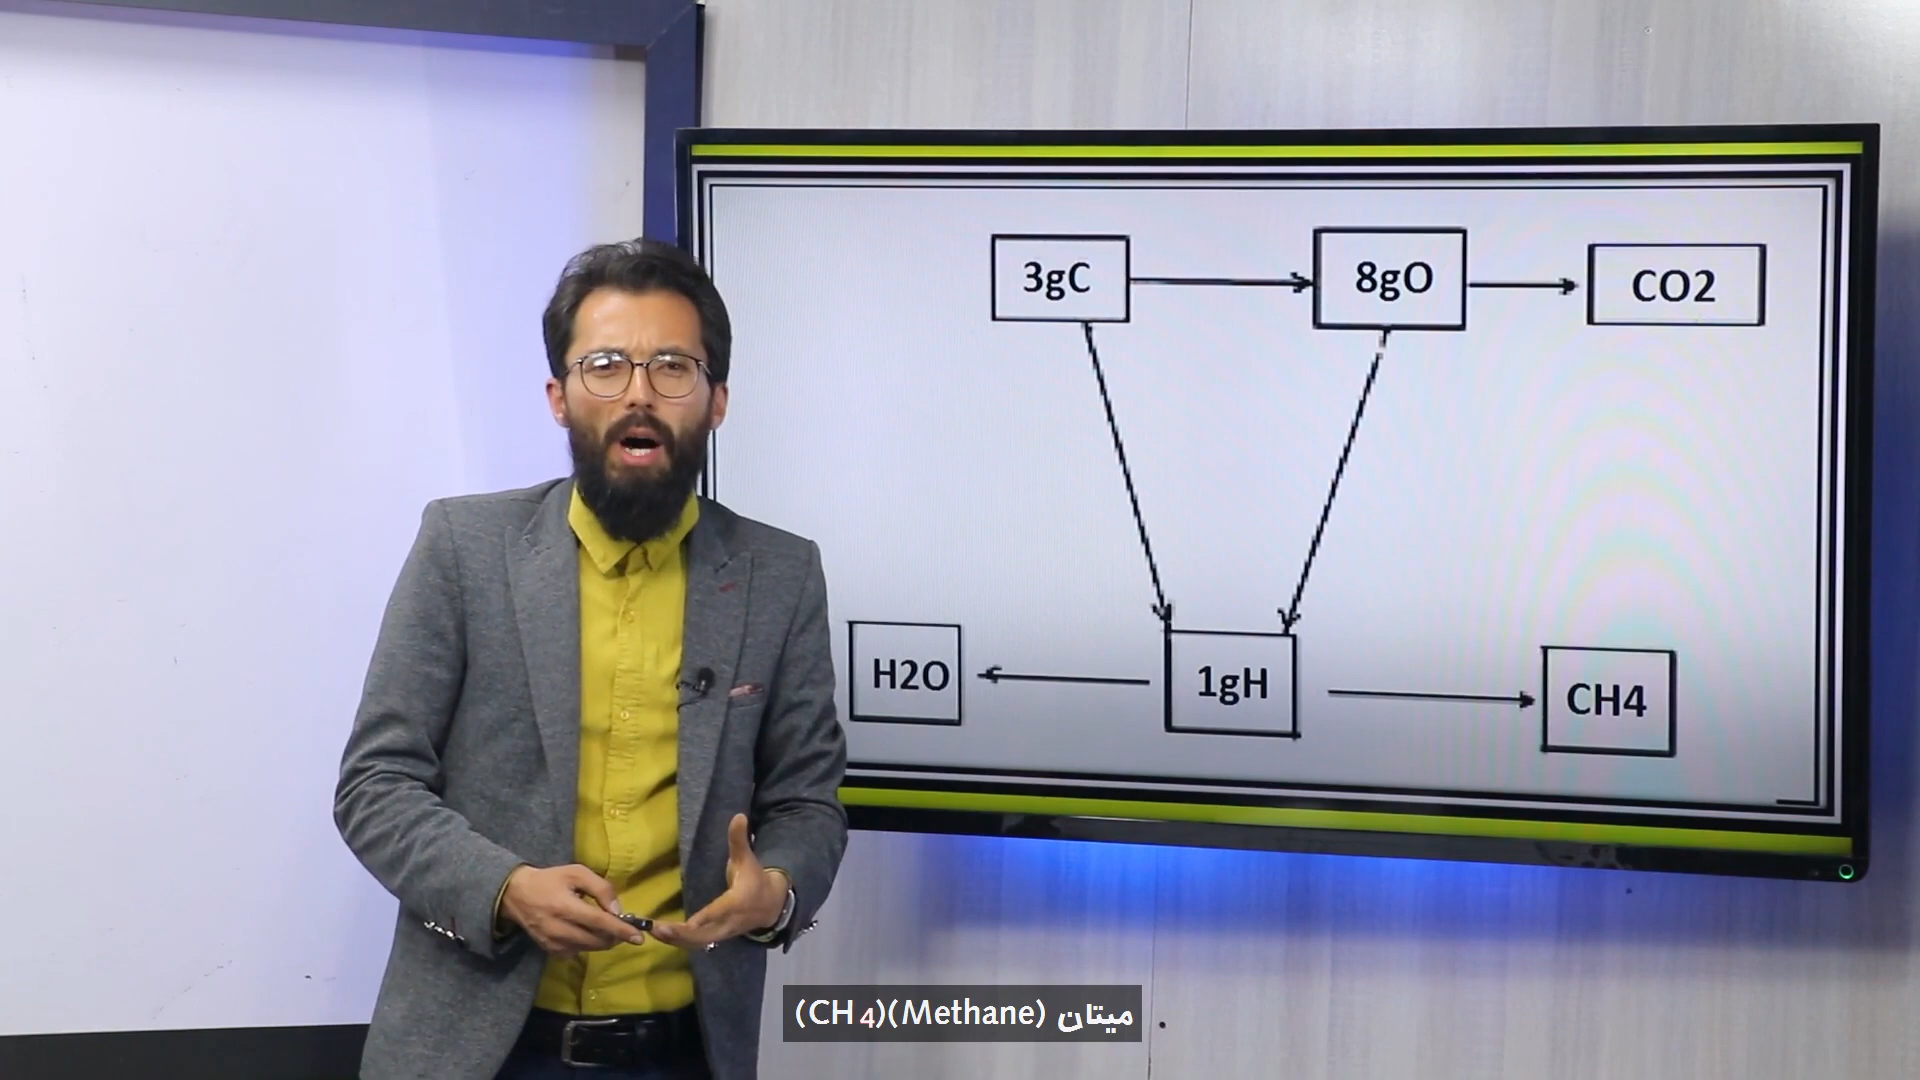 3gC
8gO
CO2
H2O
1gH
CH4
میتان (Methane)(CH4)